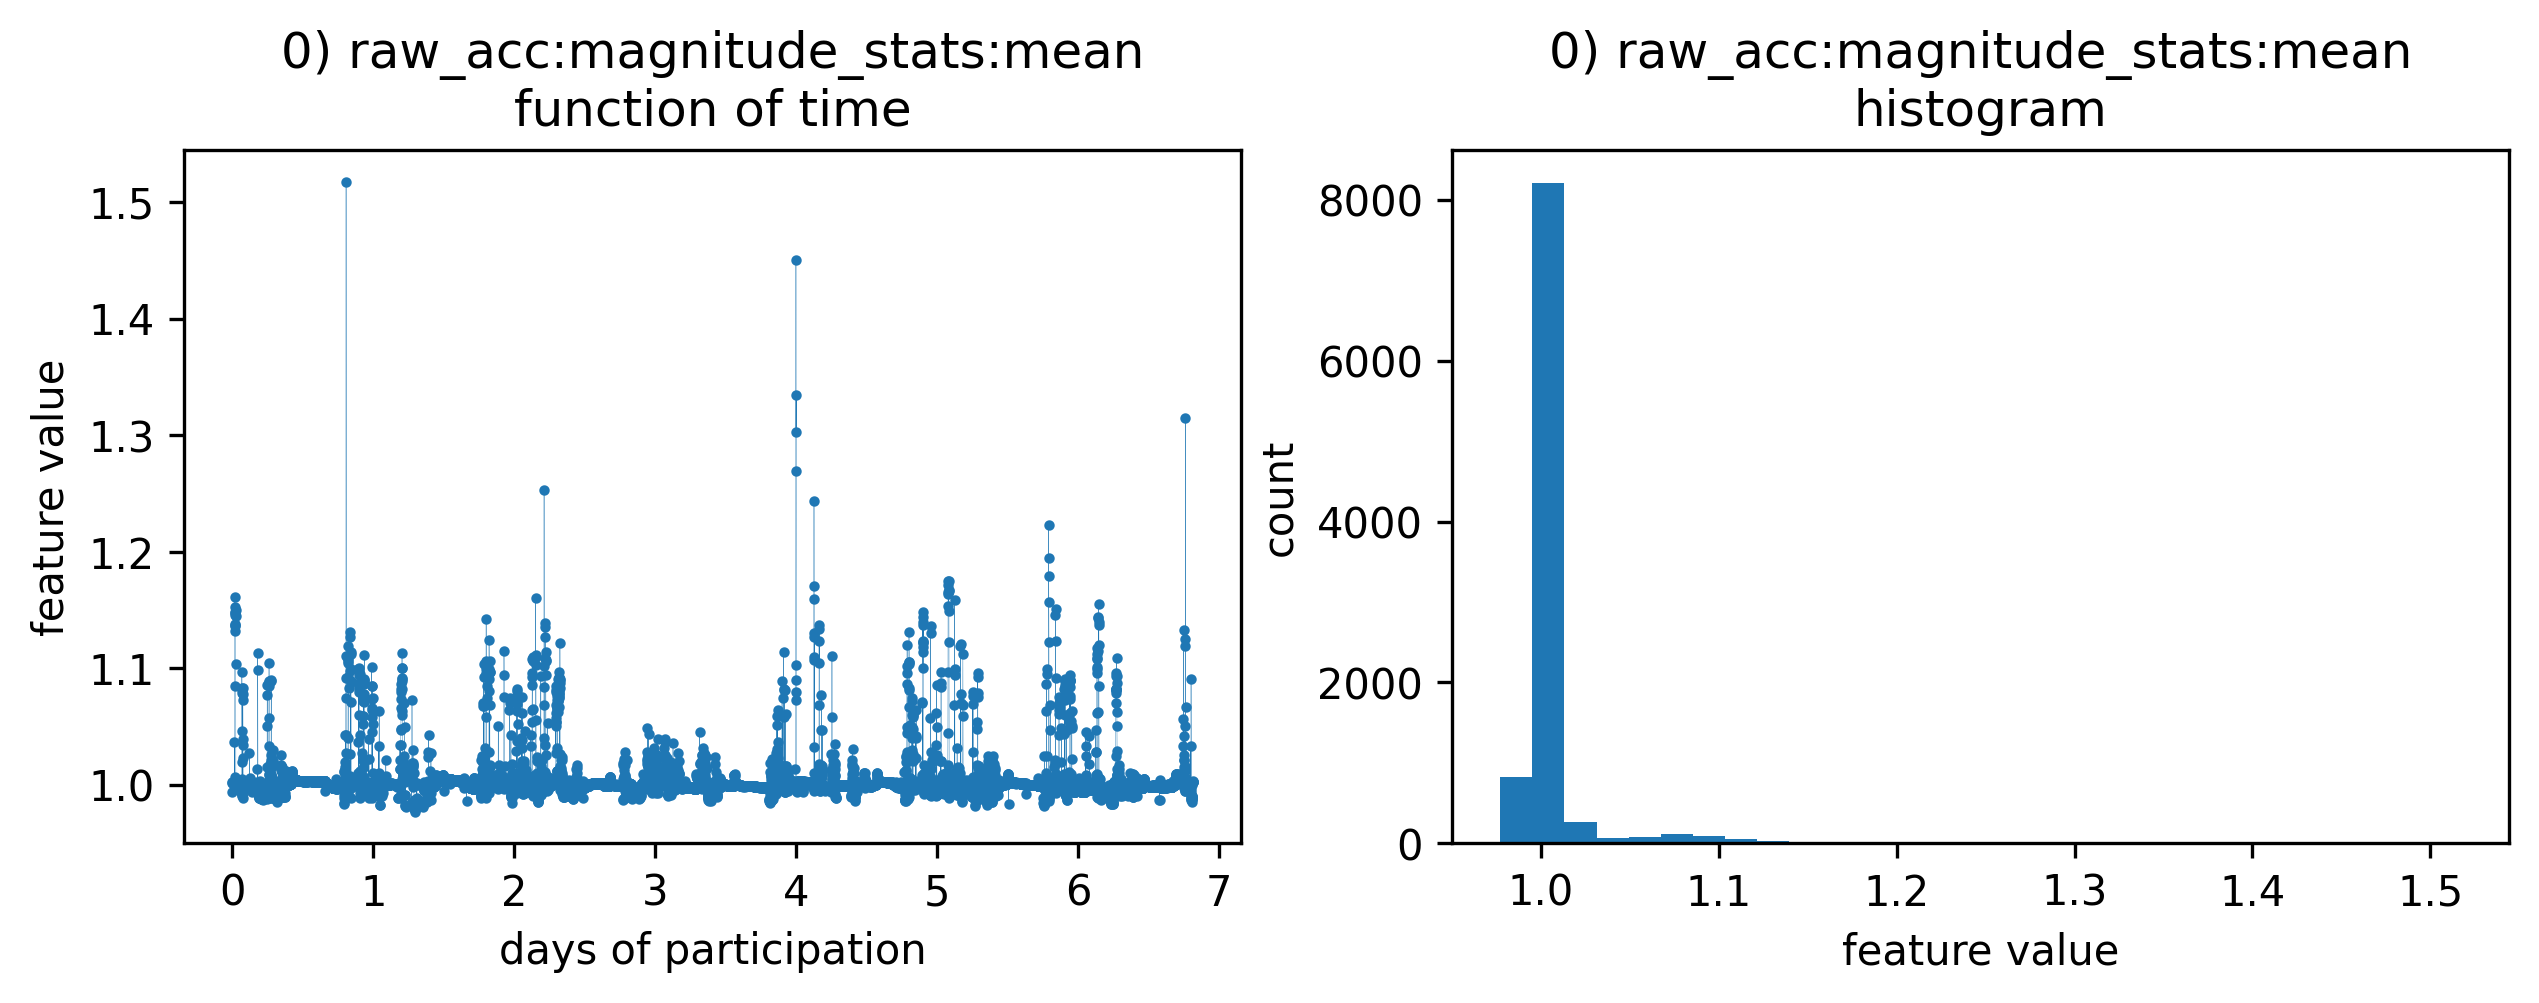 0) raw_acc:magnitude_stats:mean
function of time
feature value
1.5
1.4
1.3
1.2
1.1
1.0
0 1 2 3 4 5 6 7
days of participation
0) raw_acc:magnitude_stats:mean
histogram
count
8000
6000
4000
2000
0
1.0 1.1 1.2 1.3 1.4 1.5
feature value